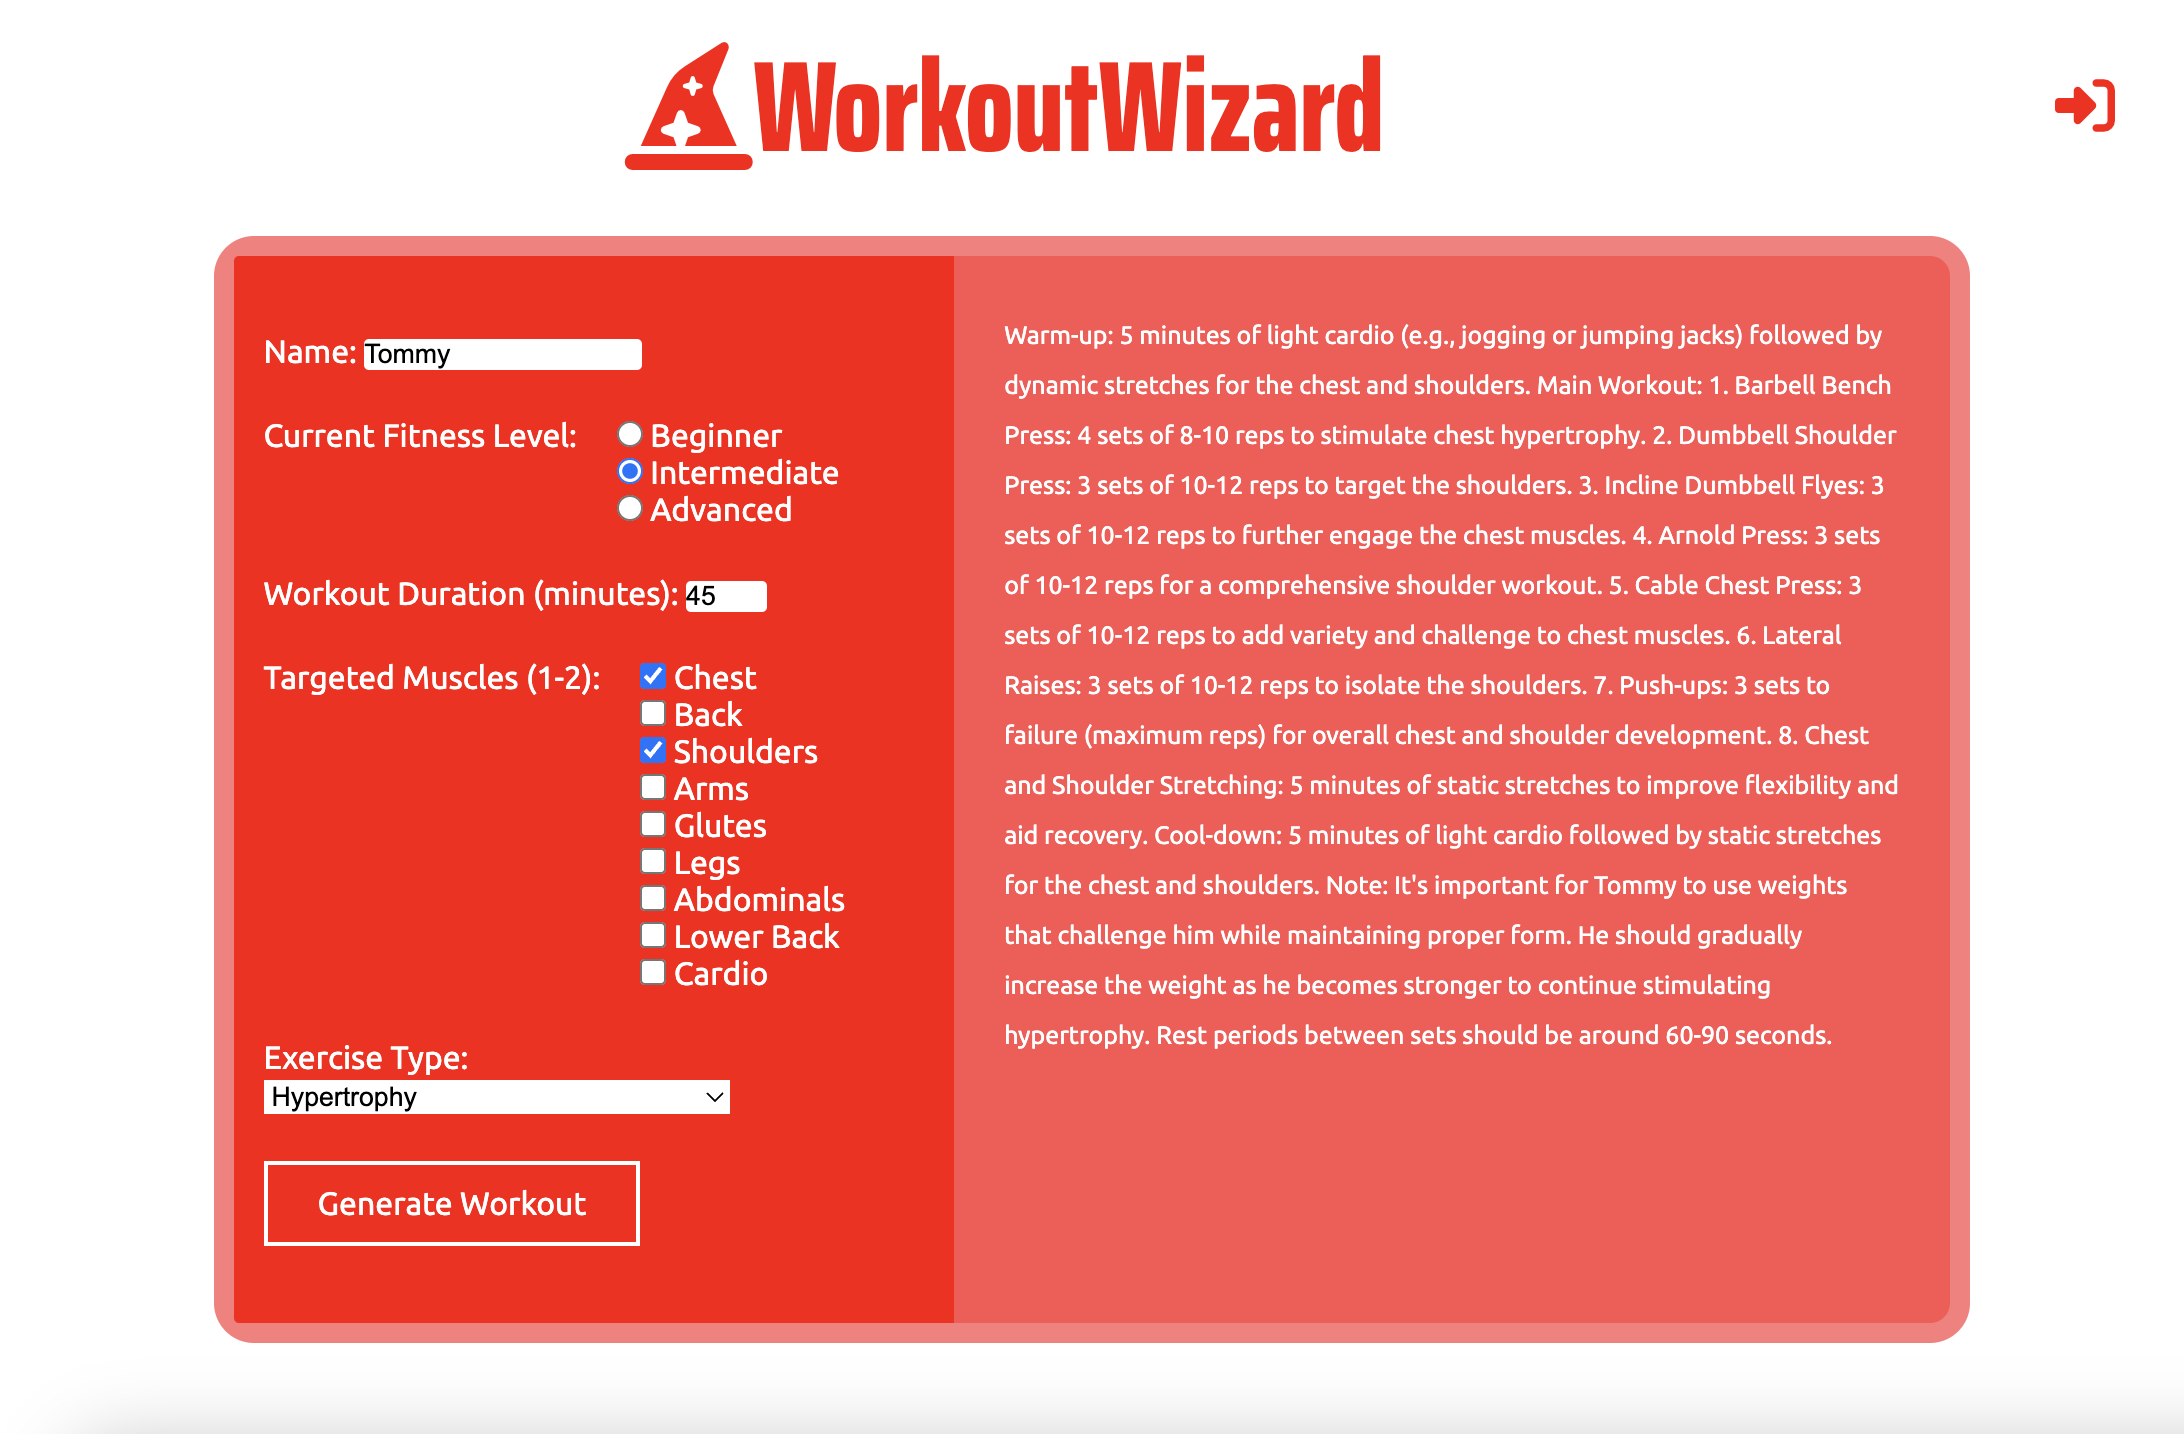 WorkoutWizard
Name: Tommy
Current Fitness Level:
Beginner
Intermediate
Advanced
Workout Duration (minutes): 45
Targeted Muscles (1-2):
Chest
Back
Shoulders
Arms
Glutes
Legs
Abdominals
Lower Back
Cardio
Exercise Type:
Hypertrophy
Generate Workout
Warm-up: 5 minutes of light cardio (e.g., jogging or jumping jacks) followed by
dynamic stretches for the chest and shoulders. Main Workout: 1. Barbell Bench
Press: 4 sets of 8-10 reps to stimulate chest hypertrophy. 2. Dumbbell Shoulder
Press: 3 sets of 10-12 reps to target the shoulders. 3. Incline Dumbbell Flyes: 3
sets of 10-12 reps to further engage the chest muscles. 4. Arnold Press: 3 sets
of 10-12 reps for a comprehensive shoulder workout. 5. Cable Chest Press: 3
sets of 10-12 reps to add variety and challenge to chest muscles. 6. Lateral
Raises: 3 sets of 10-12 reps to isolate the shoulders. 7. Push-ups: 3 sets to
failure (maximum reps) for overall chest and shoulder development. 8. Chest
and Shoulder Stretching: 5 minutes of static stretches to improve flexibility and
aid recovery. Cool-down: 5 minutes of light cardio followed by static stretches
for the chest and shoulders. Note: It's important for Tommy to use weights
that challenge him while maintaining proper form. He should gradually
increase the weight as he becomes stronger to continue stimulating
hypertrophy. Rest periods between sets should be around 60-90 seconds.